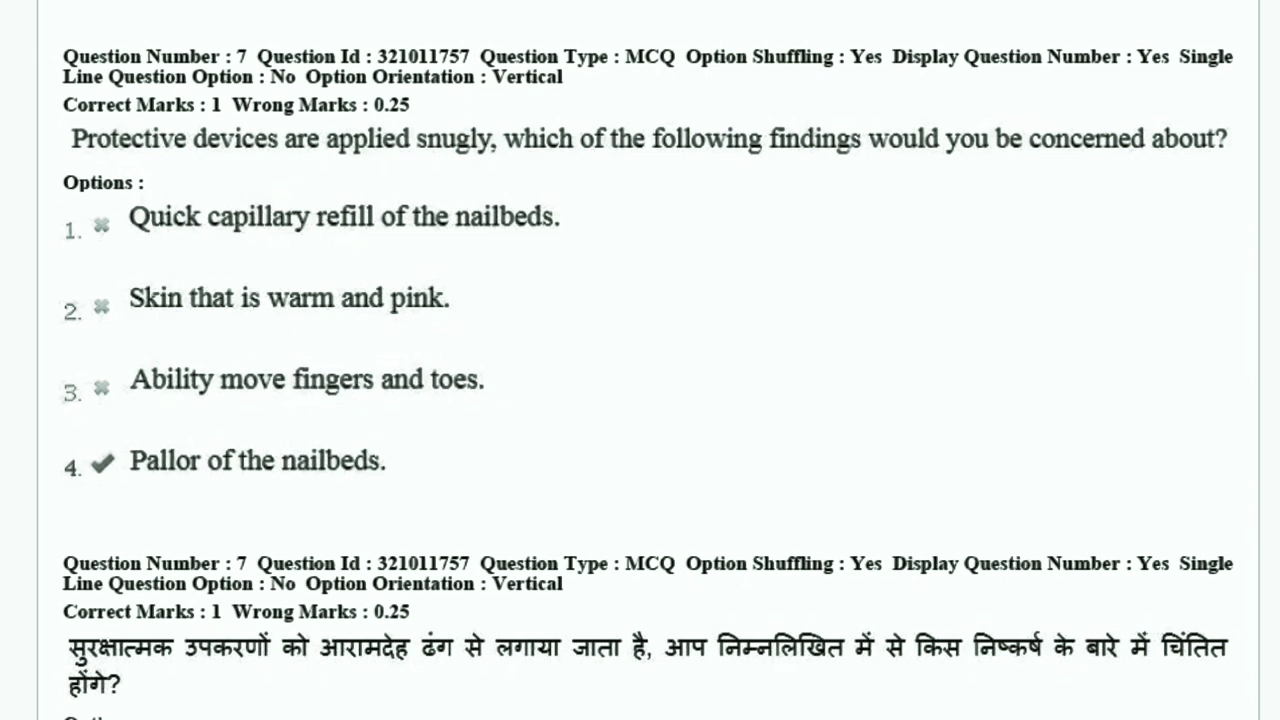 Question Number : 7 Question Id : 321011757 Question Type : MCQ Option Shuffling : Yes Display Question Number : Yes Single
Line Question Option : No Option Orientation : Vertical
Correct Marks : 1 Wrong Marks : 0.25
Protective devices are applied snugly, which of the following findings would you be concerned about?
Options :
1. Quick capillary refill of the nailbeds.
2. Skin that is warm and pink.
3. Ability move fingers and toes.
4. Pallor of the nailbeds.
Question Number : 7 Question Id : 321011757 Question Type : MCQ Option Shuffling : Yes Display Question Number : Yes Single
Line Question Option : No Option Orientation : Vertical
Correct Marks : 1 Wrong Marks : 0.25
सुरक्षात्मक उपकरणों को आरामदेह ढंग से लगाया जाता है, आप निम्नलिखित में से किस निष्कर्ष के बारे में चिंतित
होंगे?